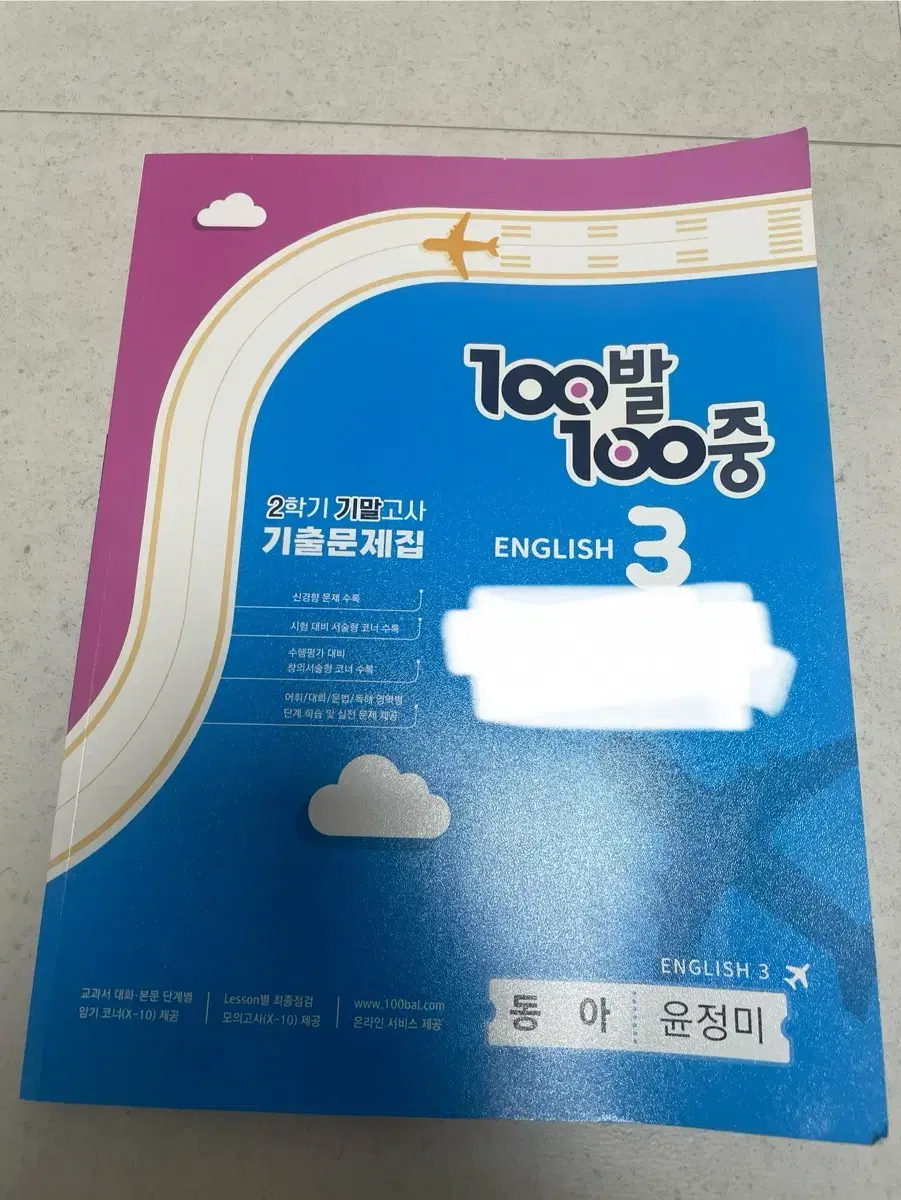 100발
100중
2학기 기말고사
기출문제집
ENGLISH 3
신경향 문제 수록
시험 대비 서술형 코너 수록
수행평가 대비
창의서술형 코너 수록
어휘/대화/문법/독해 영역별
단계 학습 및 실전 문제 제공
ENGLISH 3
교과서 대화·본문 단계별
암기 코너(X-10) 제공
Lesson별 최종점검
모의고사(X-10) 제공
www.100bal.com
온라인 서비스 제공
동 아 윤정미